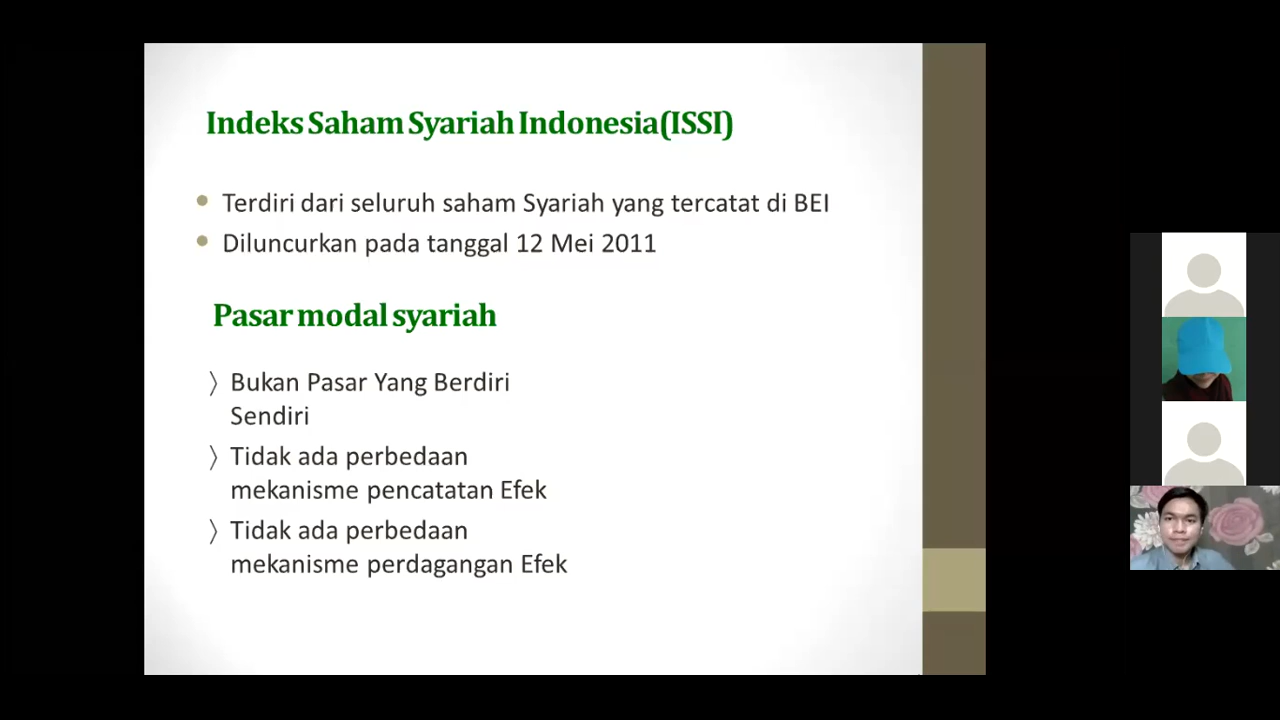 Indeks Saham Syariah Indonesia(ISSI)
• Terdiri dari seluruh saham Syariah yang tercatat di BEI
• Diluncurkan pada tanggal 12 Mei 2011
Pasar modal syariah
〉 Bukan Pasar Yang Berdiri
Sendiri
〉 Tidak ada perbedaan
mekanisme pencatatan Efek
〉 Tidak ada perbedaan
mekanisme perdagangan Efek